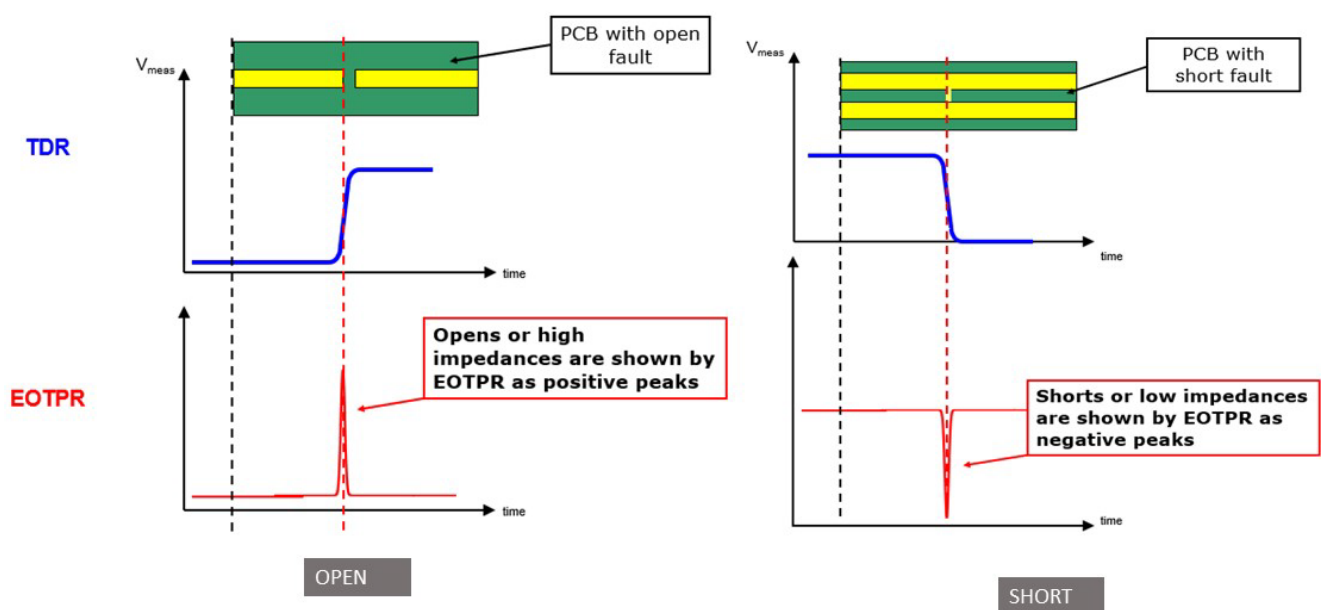 PCB with open
fault
V_meas
TDR
time
EOTPR
Opens or high
impedances are shown by
EOTPR as positive peaks
time
OPEN
PCB with
short fault
V_meas
time
Shorts or low impedances
are shown by EOTPR as
negative peaks
time
SHORT